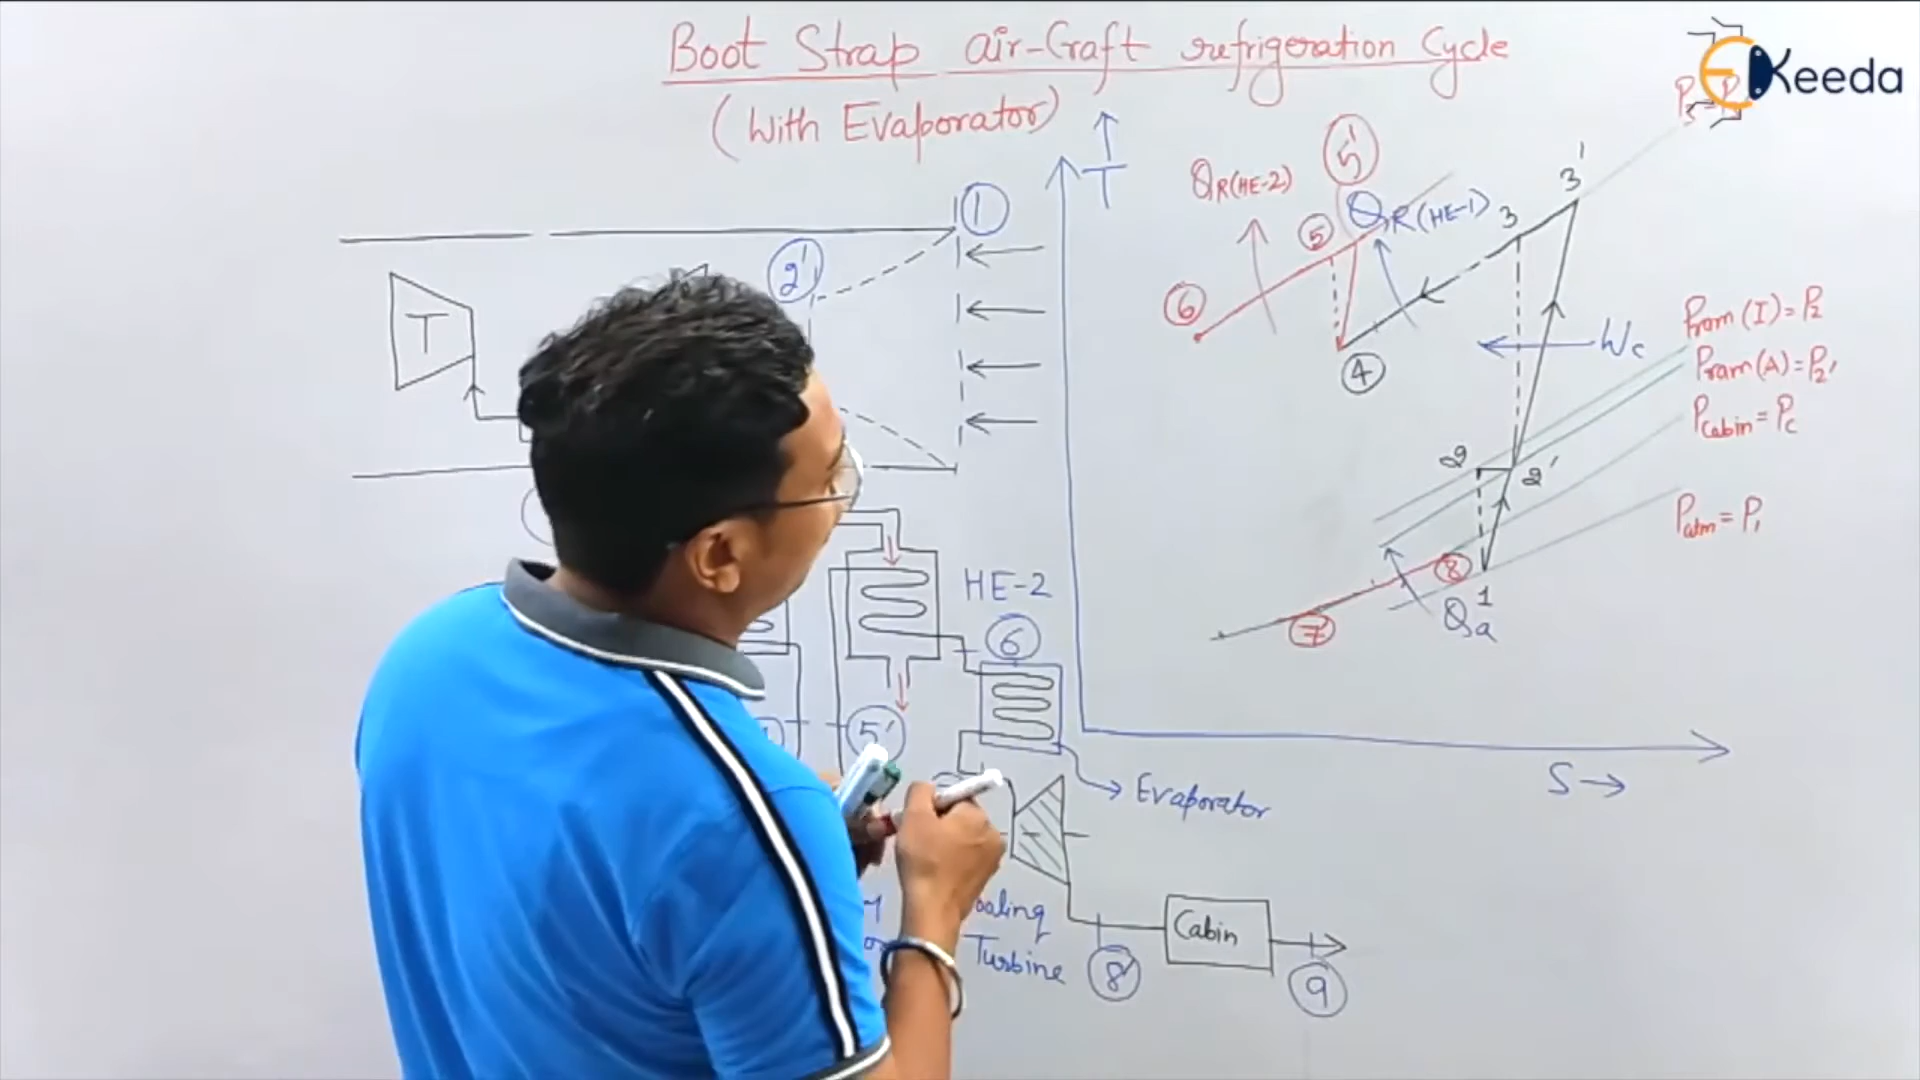 Boot Strap air-Craft refrigeration Cycle
(With Evaporator)
Keeda
1
2'
T
HE-2
6
5'
Evaporator
Turbine
8'
Cabin
9
T
QR(HE-2)
5'
QR(HE-1)
5
6
4
3
3'
Wc
Pram (I) = P2
Pram (A) = P2'
Pcabin = Pc
Patm = P1
2
2'
8
1
7
Qa
S →